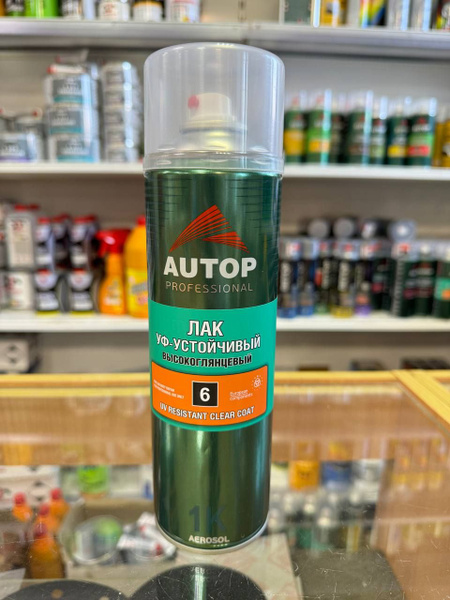 AUTOP
PROFESSIONAL
ЛАК
УФ-УСТОЙЧИВЫЙ
ВЫСОКОГЛЯНЦЕВЫЙ
6
UV-RESISTANT CLEAR COAT
1K
AEROSOL